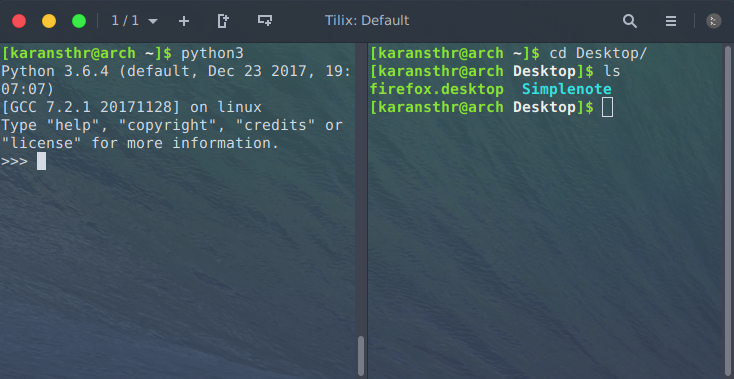 1 / 1
Tilix: Default
[karansthr@arch ~]$ python3
Python 3.6.4 (default, Dec 23 2017, 19:
07:07)
[GCC 7.2.1 20171128] on linux
Type "help", "copyright", "credits" or
"license" for more information.
>>>
[karansthr@arch ~]$ cd Desktop/
[karansthr@arch Desktop]$ ls
firefox.desktop  Simplenote
[karansthr@arch Desktop]$